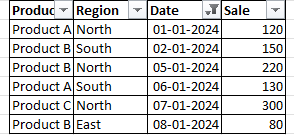 Produc Region Date Sale
Product A North 01-01-2024 120
Product B South 02-01-2024 150
Product B North 05-01-2024 220
Product A South 06-01-2024 130
Product C North 07-01-2024 300
Product B East 08-01-2024 80